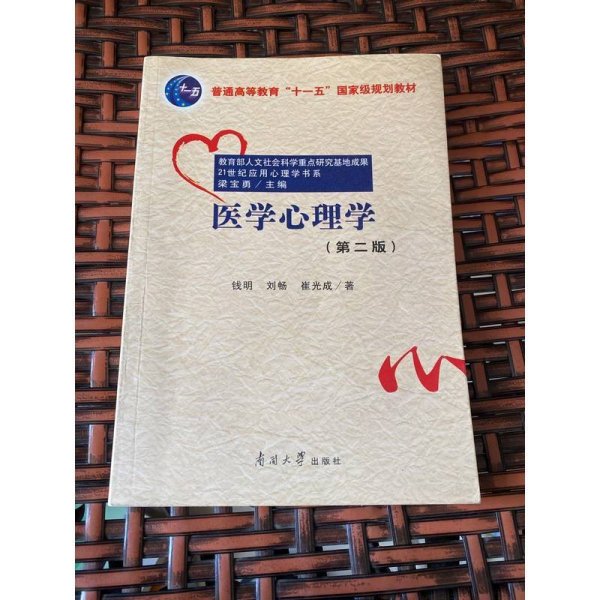 十一五
普通高等教育“十一五”国家级规划教材
教育部人文社会科学重点研究基地成果
21世纪应用心理学书系
梁宝勇／主编
医学心理学
（第二版）
钱明 刘畅 崔光成／著
南开大学出版社